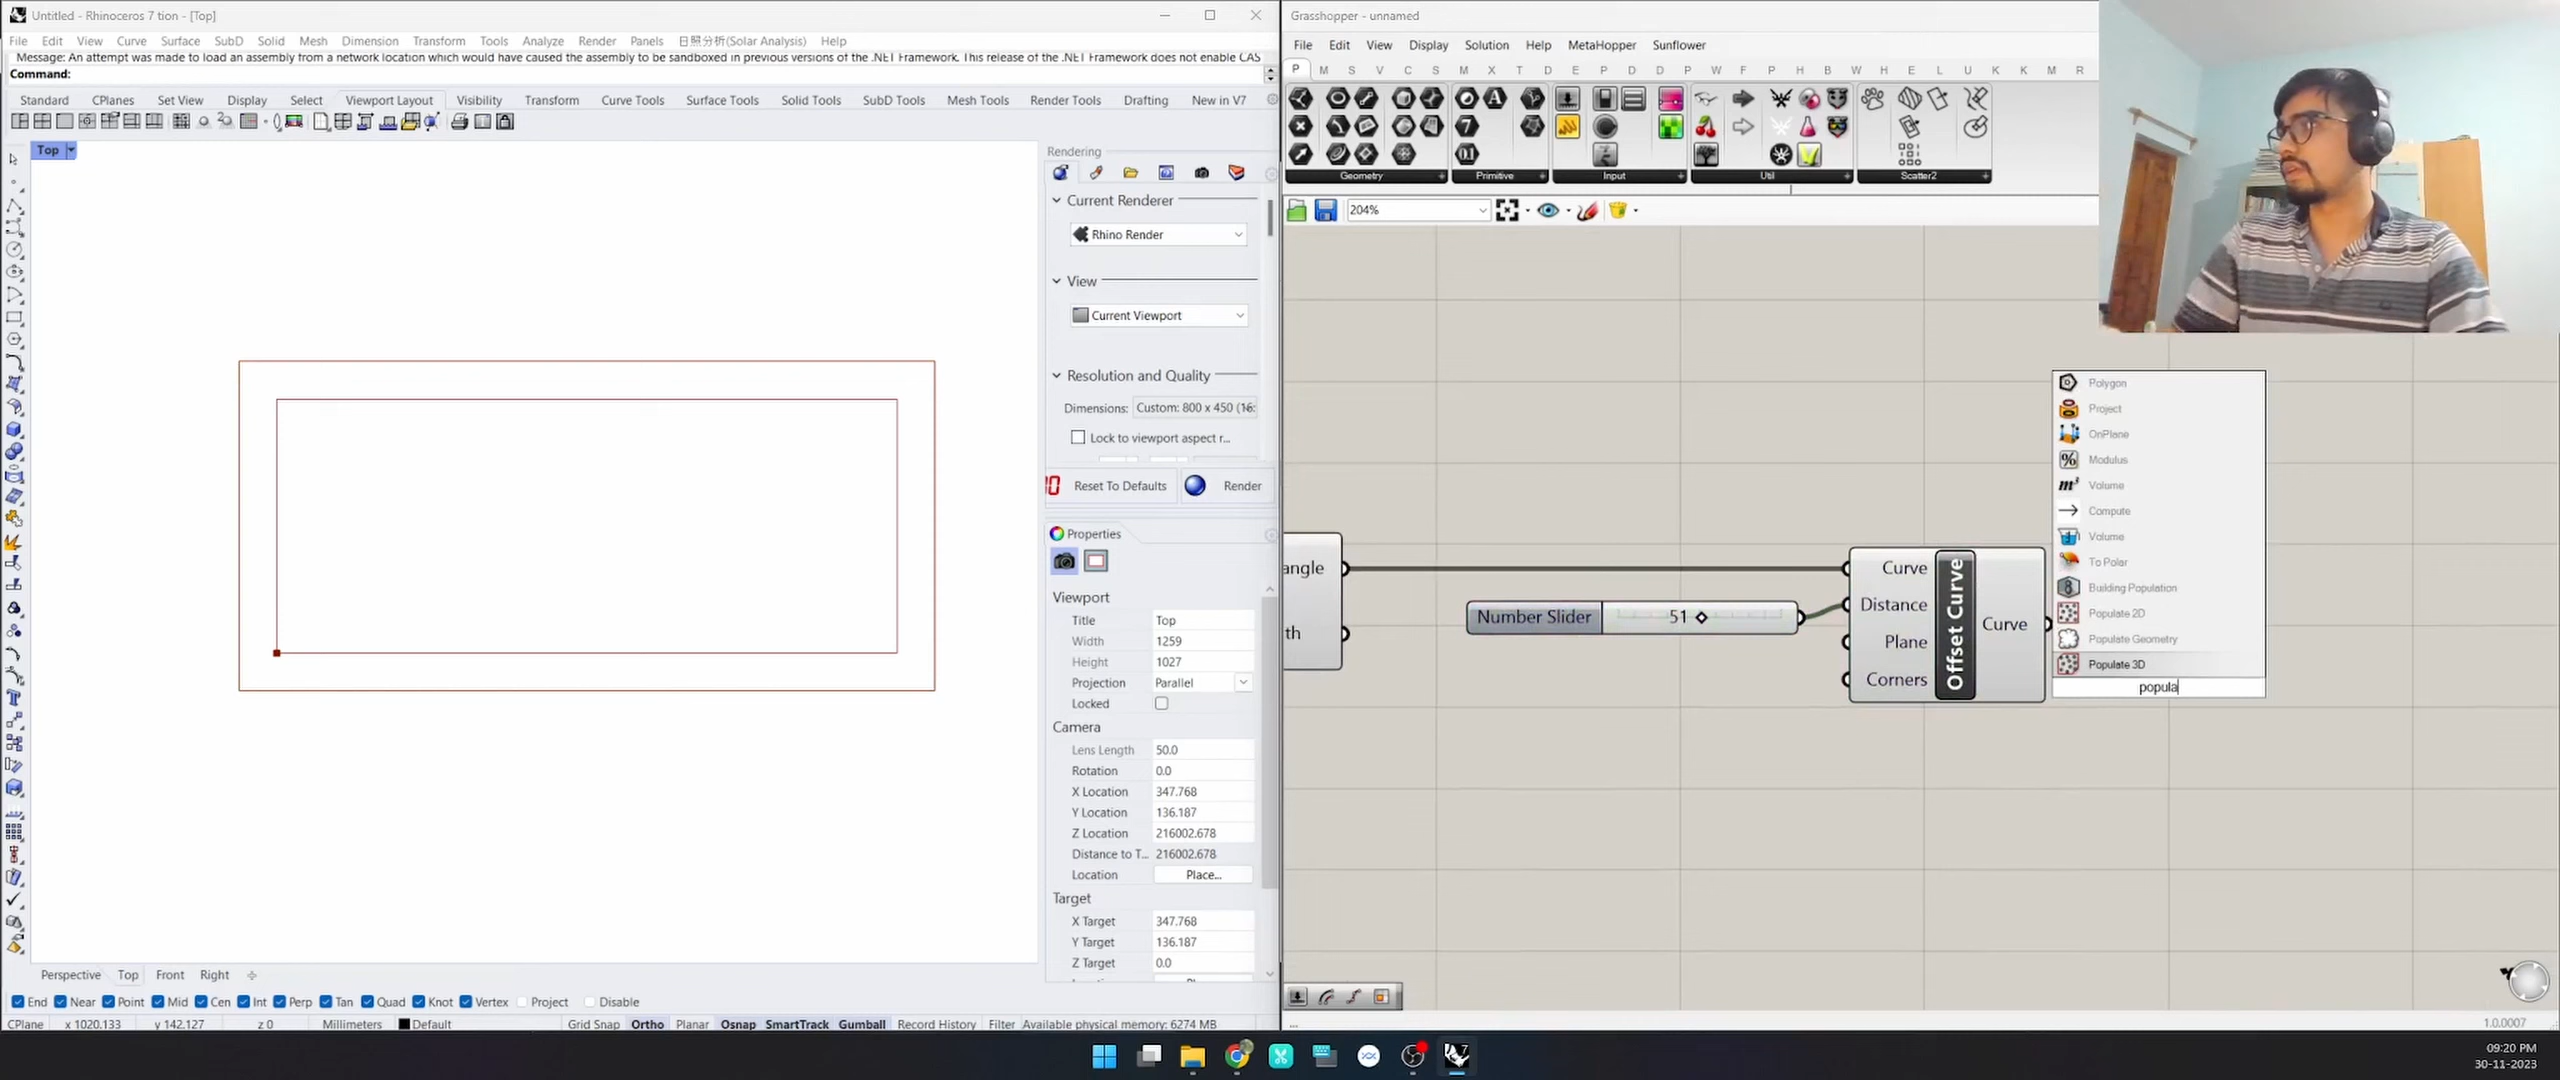 Untitled - Rhinoceros 7 tion - [Top]
File Edit View Curve Surface SubD Solid Mesh Dimension Transform Tools Analyze Render Panels 日照分析(Solar Analysis) Help
Message: An attempt was made to load an assembly from a network location which would have caused the assembly to be sandboxed in previous versions of the .NET Framework. This release of the .NET Framework does not enable CAS
Command:
Standard CPlanes Set View Display Select Viewport Layout Visibility Transform Curve Tools Surface Tools Solid Tools SubD Tools Mesh Tools Render Tools Drafting New in V7
Top
Rendering
Current Renderer
Rhino Render
View
Current Viewport
Resolution and Quality
Dimensions: Custom: 800 x 450 (16:
Lock to viewport aspect r...
Reset To Defaults Render
Properties
Viewport
Title Top
Width 1259
Height 1027
Projection Parallel
Locked
Camera
Lens Length 50.0
Rotation 0.0
X Location 347.768
Y Location 136.187
Z Location 216002.678
Distance to T... 216002.678
Location Place...
Target
X Target 347.768
Y Target 136.187
Z Target 0.0
Perspective Top Front Right
End Near Point Mid Cen Int Perp Tan Quad Knot Vertex Project Disable
CPlane x 1020.133 y 142.127 z 0 Millimeters Default Grid Snap Ortho Planar Osnap SmartTrack Gumball Record History Filter Available physical memory: 6274 MB
Grasshopper - unnamed
File Edit View Display Solution Help MetaHopper Sunflower
P M S V C S M X T D E P D D P W F M P H B W H E L U K K M R
Geometry Primitive Input Util Scatter2
204%
angle
th
Number Slider 51
Curve
Distance
Plane
Corners
Offset Curve
Curve
Polygon
Project
OnPlane
Modulus
Volume
Compute
Volume
To Polar
Building Population
Populate 2D
Populate Geometry
Populate 3D
popula
1.0.0007
09:20 PM
30-11-2023